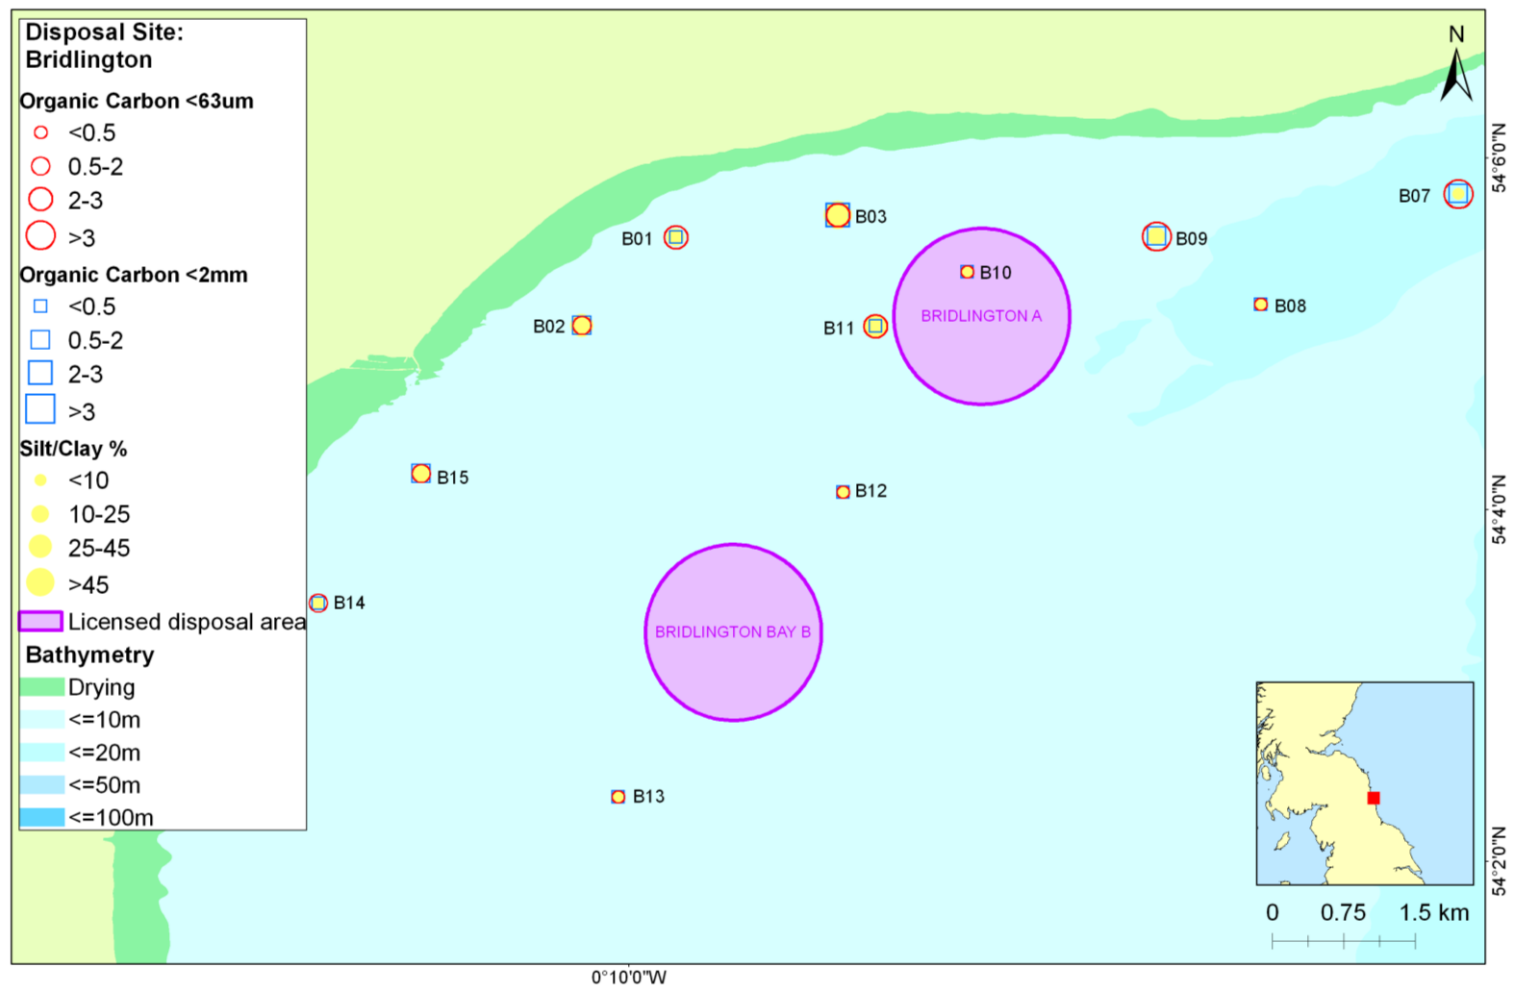 Disposal Site:
Bridlington
Organic Carbon <63um
<0.5
0.5-2
2-3
>3
Organic Carbon <2mm
<0.5
0.5-2
2-3
>3
Silt/Clay %
<10
10-25
25-45
>45
Licensed disposal area
Bathymetry
Drying
<=10m
<=20m
<=50m
<=100m
N
54°6'0"N
B07
B03
B01
B09
B10
B08
BRIDLINGTON A
B02
B11
B15
B12
54°4'0"N
B14
BRIDLINGTON BAY B
B13
54°2'0"N
0 0.75 1.5 km
0°10'0"W